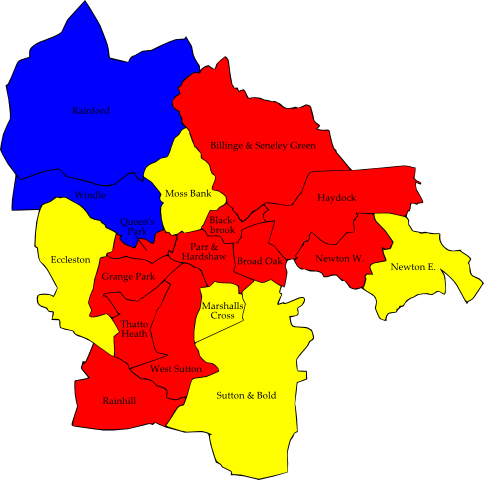 Rainford
Billinge & Seneley Green
Moss Bank
Windle
Haydock
Queen's
Park
Black-
brook
Parr &
Hardshaw
Eccleston
Broad Oak
Newton W.
Newton E.
Grange Park
Marshalls
Cross
Thatto
Heath
West Sutton
Rainhill
Sutton & Bold